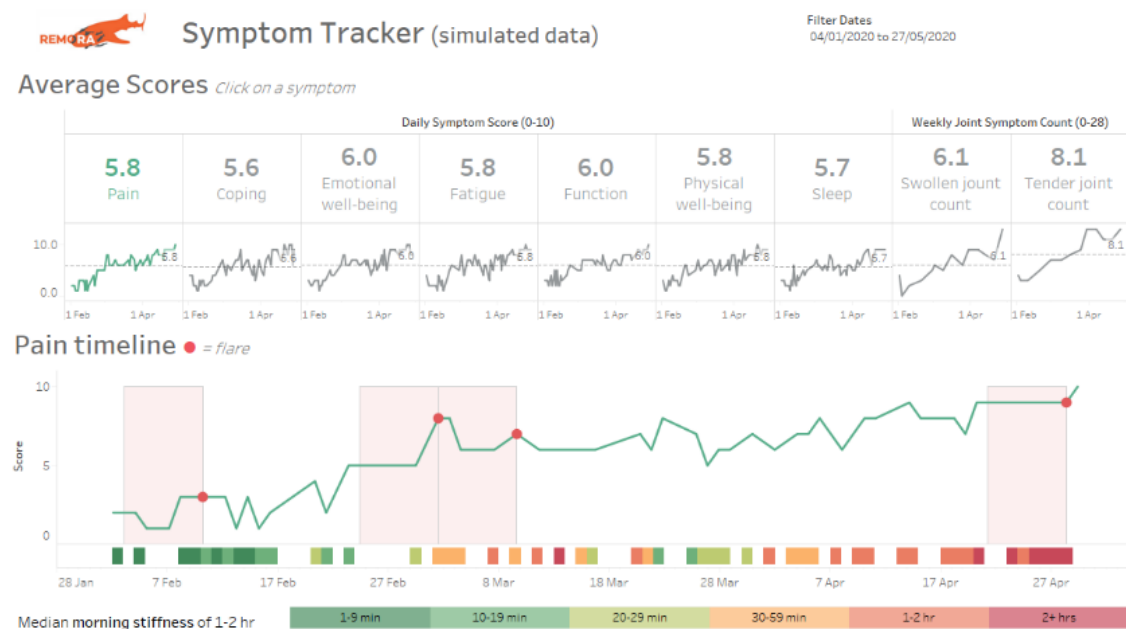 REMORA
Symptom Tracker (simulated data)
Filter Dates
04/01/2020 to 27/05/2020
Average Scores Click on a symptom
Daily Symptom Score (0-10)
Weekly Joint Symptom Count (0-28)
5.8 5.6 6.0 5.8 6.0 5.8 5.7 6.1 8.1
Pain Coping Emotional well-being Fatigue Function Physical well-being Sleep Swollen jount count Tender joint count
10.0
5.8 5.6 6.0 5.8 6.0 5.8 5.7 6.1 8.1
0.0
1 Feb 1 Apr 1 Feb 1 Apr 1 Feb 1 Apr 1 Feb 1 Apr 1 Feb 1 Apr 1 Feb 1 Apr 1 Feb 1 Apr 1 Feb 1 Apr 1 Feb 1 Apr
Pain timeline = flare
10
Score
5
0
28 Jan 7 Feb 17 Feb 27 Feb 8 Mar 18 Mar 28 Mar 7 Apr 17 Apr 27 Apr
Median morning stiffness of 1-2 hr
1-9 min 10-19 min 20-29 min 30-59 min 1-2 hr 2+ hrs